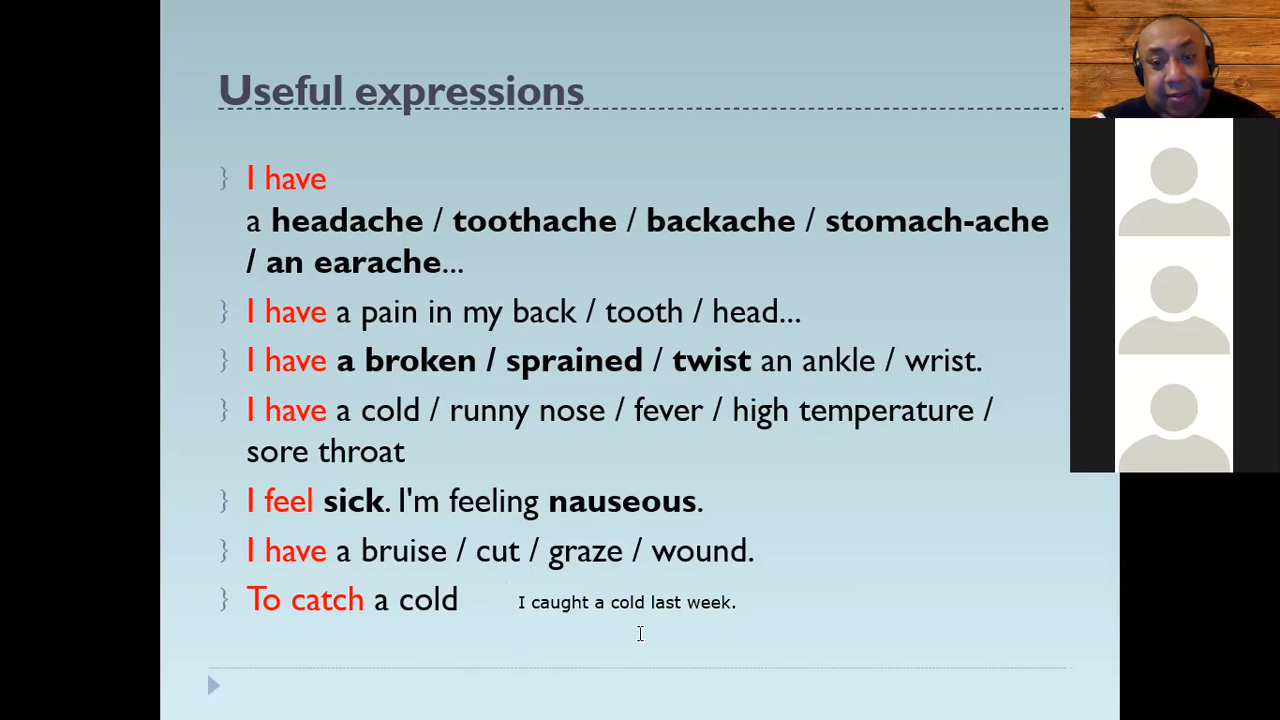 Useful expressions
I have
a headache / toothache / backache / stomach-ache
/ an earache...
I have a pain in my back / tooth / head...
I have a broken / sprained / twist an ankle / wrist.
I have a cold / runny nose / fever / high temperature /
sore throat
I feel sick. I'm feeling nauseous.
I have a bruise / cut / graze / wound.
To catch a cold I caught a cold last week.